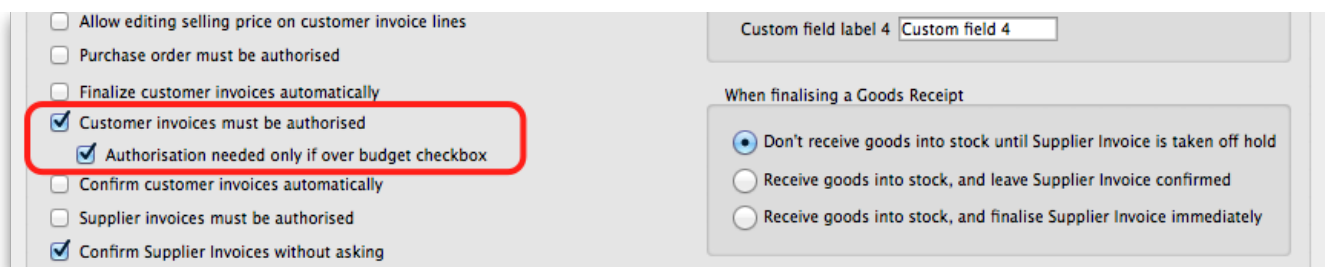 Allow editing selling price on customer invoice lines
Purchase order must be authorised
Finalize customer invoices automatically
Customer invoices must be authorised
Authorisation needed only if over budget checkbox
Confirm customer invoices automatically
Supplier invoices must be authorised
Confirm Supplier Invoices without asking
Custom field label 4 Custom field 4
When finalising a Goods Receipt
Don't receive goods into stock until Supplier Invoice is taken off hold
Receive goods into stock, and leave Supplier Invoice confirmed
Receive goods into stock, and finalise Supplier Invoice immediately